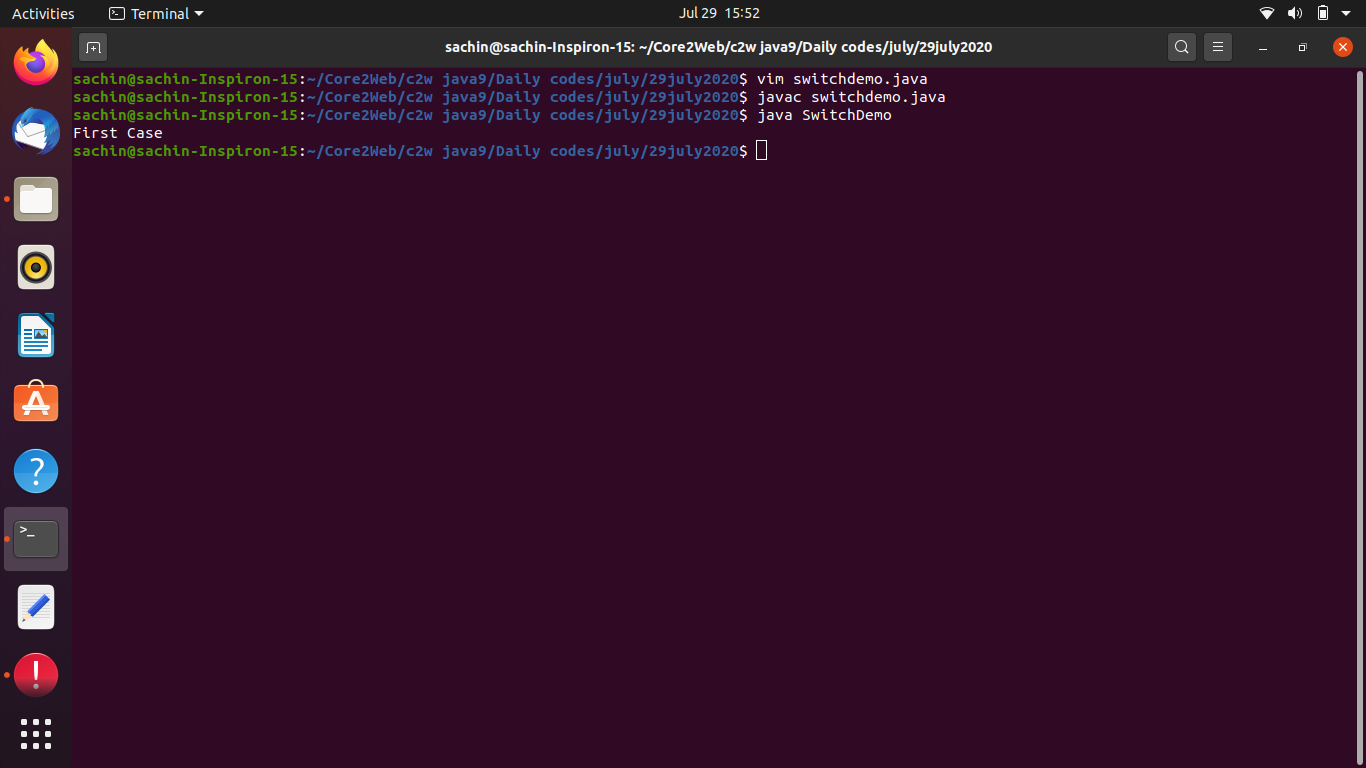 Activities
Terminal
Jul 29 15:52
sachin@sachin-Inspiron-15: ~/Core2Web/c2w java9/Daily codes/july/29july2020
sachin@sachin-Inspiron-15:~/Core2Web/c2w java9/Daily codes/july/29july2020$ vim switchdemo.java
sachin@sachin-Inspiron-15:~/Core2Web/c2w java9/Daily codes/july/29july2020$ javac switchdemo.java
sachin@sachin-Inspiron-15:~/Core2Web/c2w java9/Daily codes/july/29july2020$ java SwitchDemo
First Case
sachin@sachin-Inspiron-15:~/Core2Web/c2w java9/Daily codes/july/29july2020$